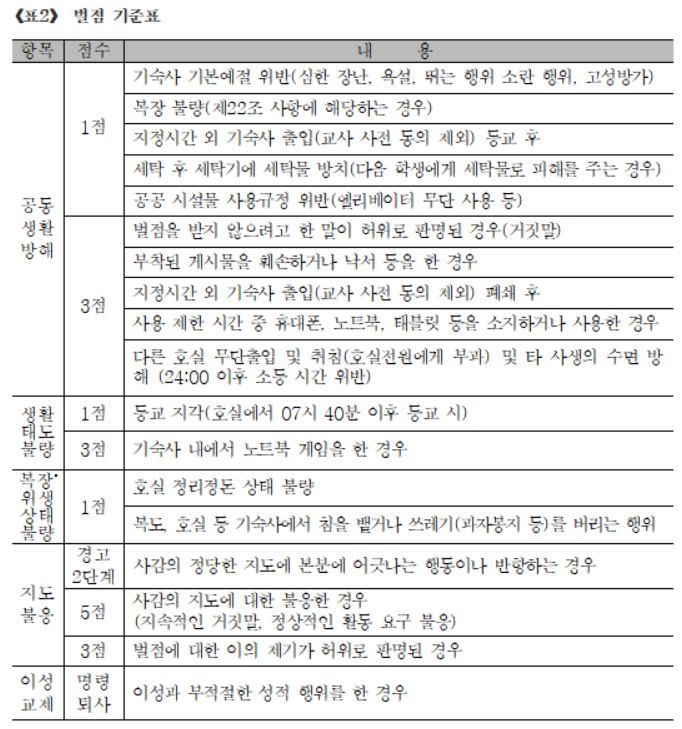 《표2》 벌점 기준표
항목 점수 내 용
공동
생활
방해
1점
기숙사 기본예절 위반(심한 장난, 욕설, 뛰는 행위 소란 행위, 고성방가)
복장 불량(제22조 사항에 해당하는 경우)
지정시간 외 기숙사 출입(교사 사전 동의 제외) 등교 후
세탁 후 세탁기에 세탁물 방치(다음 학생에게 세탁물로 피해를 주는 경우)
공공 시설물 사용규정 위반(엘리베이터 무단 사용 등)
3점
벌점을 받지 않으려고 한 말이 허위로 판명된 경우(거짓말)
부착된 게시물을 훼손하거나 낙서 등을 한 경우
지정시간 외 기숙사 출입(교사 사전 동의 제외) 폐쇄 후
사용 제한 시간 중 휴대폰, 노트북, 태블릿 등을 소지하거나 사용한 경우
다른 호실 무단출입 및 취침(호실전원에게 부과) 및 타 사생의 수면 방
해 (24:00 이후 소등 시간 위반)
생활
태도
불량
1점
등교 지각(호실에서 07시 40분 이후 등교 시)
3점
기숙사 내에서 노트북 게임을 한 경우
복장·
위생
상태
불량
1점
호실 정리정돈 상태 불량
복도, 호실 등 기숙사에서 침을 뱉거나 쓰레기(과자봉지 등)를 버리는 행위
지도
불응
경고
2단계
사감의 정당한 지도에 본분에 어긋나는 행동이나 반항하는 경우
5점
사감의 지도에 대한 불응한 경우
(지속적인 거짓말, 정상적인 활동 요구 불응)
3점
벌점에 대한 이의 제기가 허위로 판명된 경우
이성
교제
명령
퇴사
이성과 부적절한 성적 행위를 한 경우